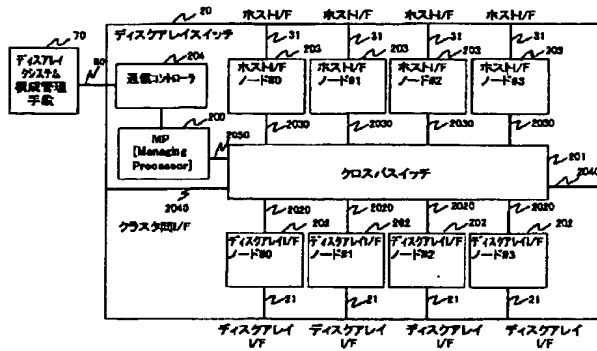 20
ホストI/F ホストI/F ホストI/F ホストI/F
70
ディスクアレイスイッチ
31 31 31 31
204
203 203 203 203
ディスアレイ
クシステム
構成管理
手段
80
通信コントローラ
ホストI/F
ノード#0
ホストI/F
ノード#1
ホストI/F
ノード#2
ホストI/F
ノード#3
200
MP
[Managing
Processor]
2050
2030 2030 2030 2030
201
クロスバスイッチ
2040
2040
クラスタ間I/F
2020 2020 2020 2020
202 202 202 202
ディスクアレイI/F
ノード#0
ディスクアレイI/F
ノード#1
ディスクアレイI/F
ノード#2
ディスクアレイI/F
ノード#3
21 21 21 21
ディスクアレイ
I/F
ディスクアレイ
I/F
ディスクアレイ
I/F
ディスクアレイ
I/F